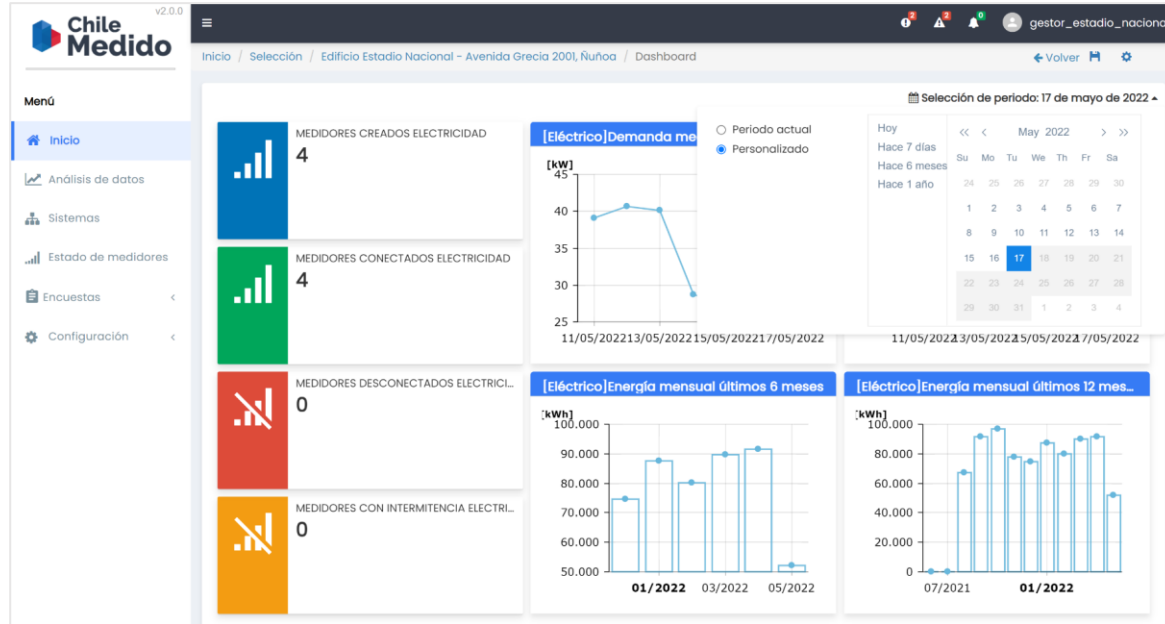 v2.0.0
Chile
Medido
gestor_estadio_naciona
2
2
0
Inicio / Selección / Edificio Estadio Nacional - Avenida Grecia 2001, Ñuñoa / Dashboard
Volver
Menú
Inicio
Análisis de datos
Sistemas
Estado de medidores
Encuestas
Configuración
Selección de periodo: 17 de mayo de 2022
Periodo actual
Personalizado
Hoy
Hace 7 días
Hace 6 meses
Hace 1 año
« ‹ May 2022 › »
Su Mo Tu We Th Fr Sa
24 25 26 27 28 29 30
1 2 3 4 5 6 7
8 9 10 11 12 13 14
15 16 17 18 19 20 21
22 23 24 25 26 27 28
29 30 31 1 2 3 4
MEDIDORES CREADOS ELECTRICIDAD
4
MEDIDORES CONECTADOS ELECTRICIDAD
4
MEDIDORES DESCONECTADOS ELECTRICI...
0
MEDIDORES CON INTERMITENCIA ELECTRI...
0
[Eléctrico]Demanda me
[kW]
45
40
35
30
25
11/05/2022 13/05/2022 15/05/2022 17/05/2022
11/05/2022 13/05/2022 15/05/2022 17/05/2022
[Eléctrico]Energía mensual últimos 6 meses
[kWh]
100.000
90.000
80.000
70.000
60.000
50.000
01/2022 03/2022 05/2022
[Eléctrico]Energía mensual últimos 12 mes...
[kWh]
100.000
80.000
60.000
40.000
20.000
0
07/2021 01/2022